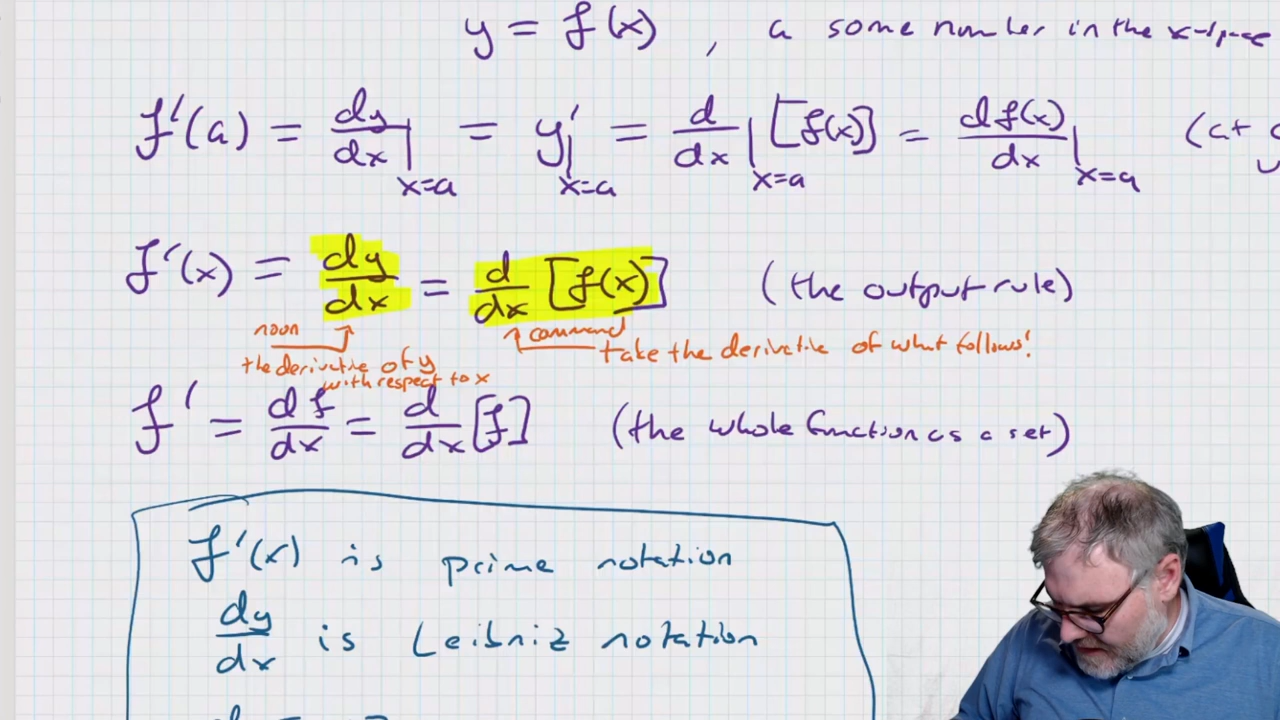 y = f(x) , a some number in the x-space
f'(a) = dy/dx |x=a = y' |x=a = d/dx |x=a [f(x)] = df(x)/dx |x=a (at
f'(x) = dy/dx = d/dx [f(x)] (the output rule)
noun
the derivative of y
with respect to x
command
take the derivative of what follows!
f' = df/dx = d/dx [f] (the whole function as a set)
f'(x) is prime notation
dy/dx is Leibniz notation